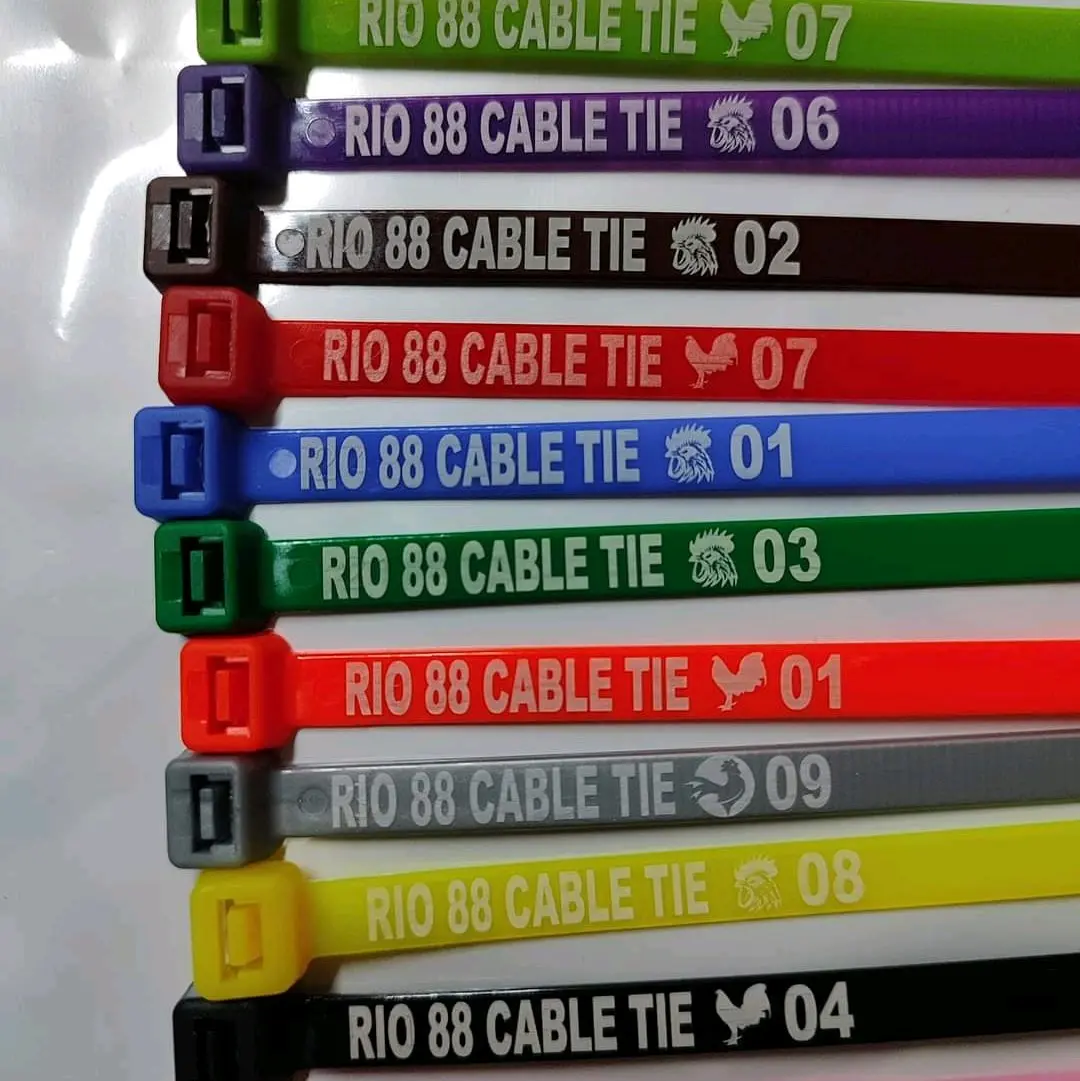 RIO 88 CABLE TIE 07
RIO 88 CABLE TIE 06
RIO 88 CABLE TIE 02
RIO 88 CABLE TIE 07
RIO 88 CABLE TIE 01
RIO 88 CABLE TIE 03
RIO 88 CABLE TIE 01
RIO 88 CABLE TIE 09
RIO 88 CABLE TIE 08
RIO 88 CABLE TIE 04